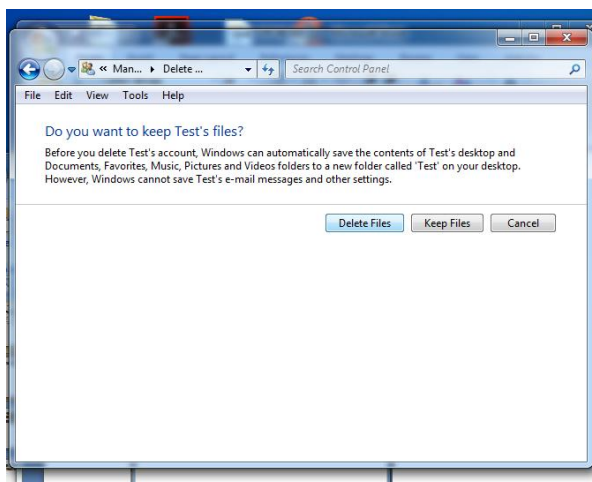 « Man... ▸ Delete ...
Search Control Panel
File Edit View Tools Help
Do you want to keep Test's files?
Before you delete Test's account, Windows can automatically save the contents of Test's desktop and
Documents, Favorites, Music, Pictures and Videos folders to a new folder called 'Test' on your desktop.
However, Windows cannot save Test's e-mail messages and other settings.
Delete Files Keep Files Cancel